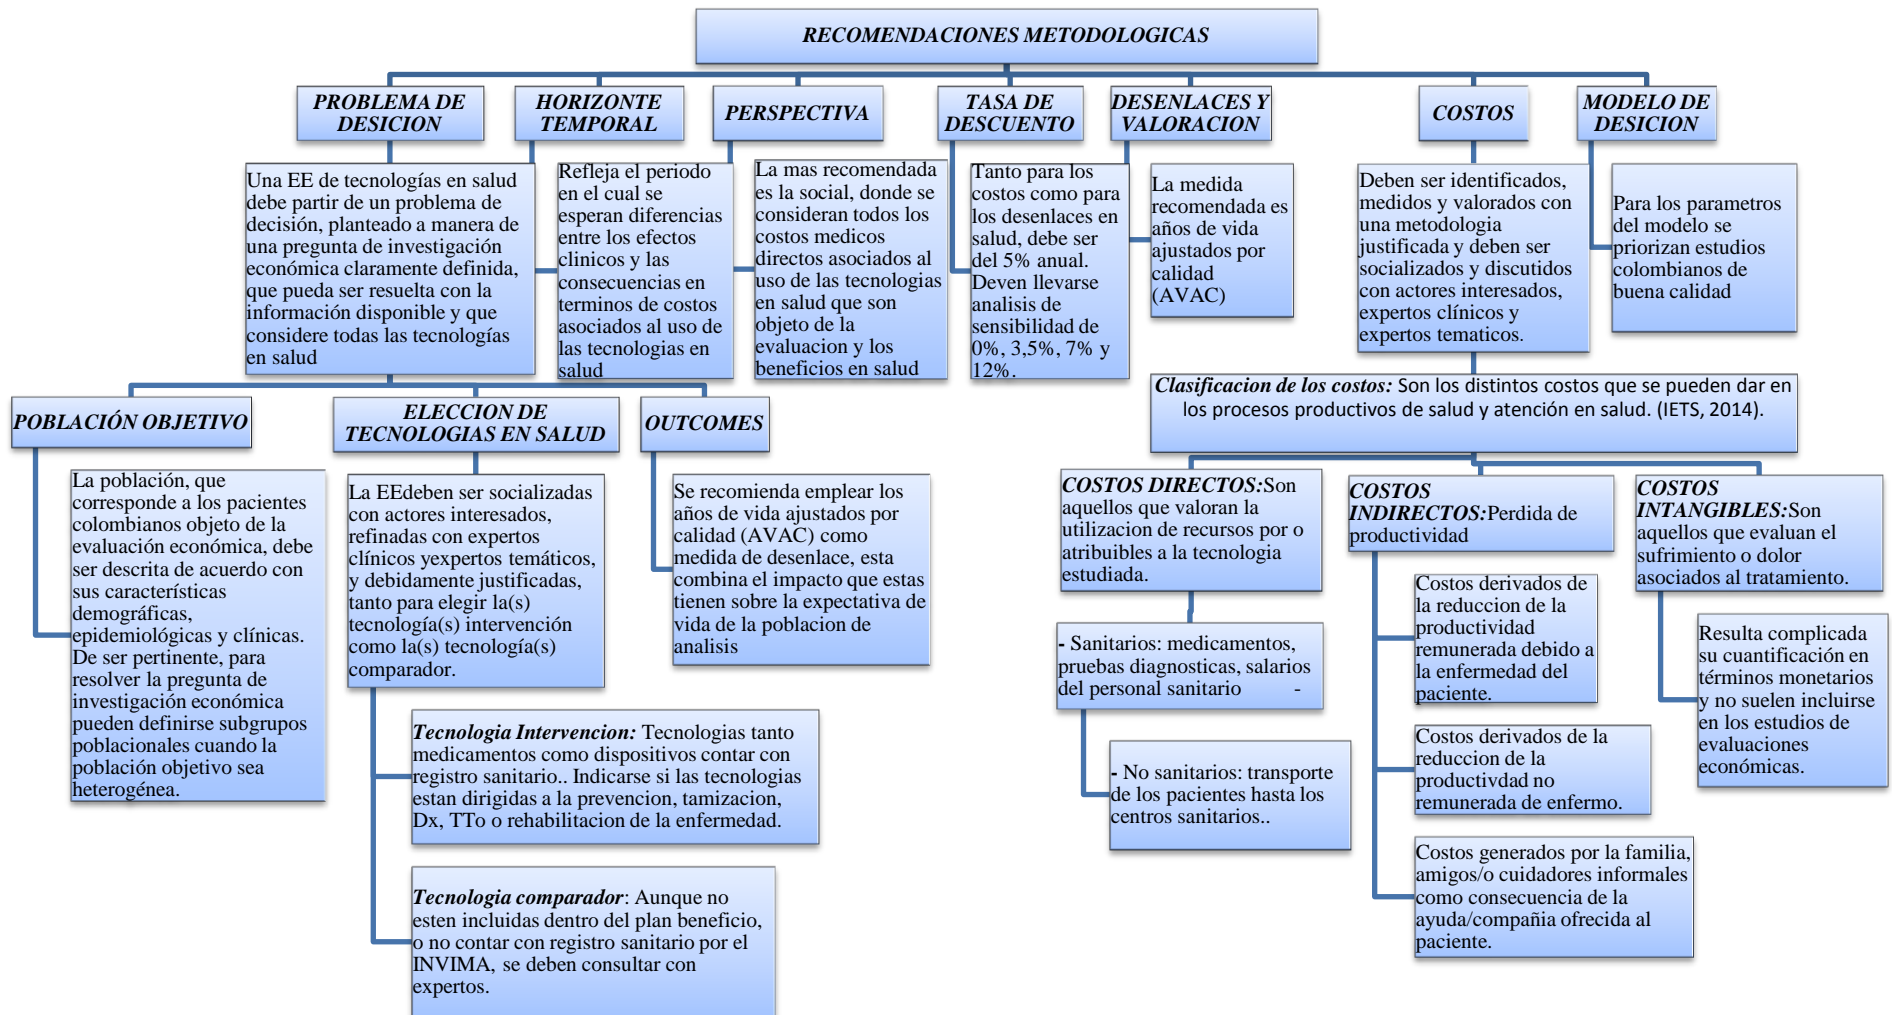 RECOMENDACIONES METODOLOGICAS
PROBLEMA DE
DESICION
Una EE de tecnologías en salud
debe partir de un problema de
decisión, planteado a manera de
una pregunta de investigación
económica claramente definida,
que pueda ser resuelta con la
información disponible y que
considere todas las tecnologías
en salud
HORIZONTE
TEMPORAL
Refleja el periodo
en el cual se
esperan diferencias
entre los efectos
clinicos y las
consecuencias en
terminos de costos
asociados al uso de
las tecnologias en
salud
PERSPECTIVA
La mas recomendada
es la social, donde se
consideran todos los
costos medicos
directos asociados al
uso de las tecnologias
en salud que son
objeto de la
evaluacion y los
beneficios en salud
TASA DE
DESCUENTO
Tanto para los
costos como para
los desenlaces en
salud, debe ser
del 5% anual.
Deven llevarse
analisis de
sensibilidad de
0%, 3,5%, 7% y
12%.
DESENLACES Y
VALORACION
La medida
recomendada es
años de vida
ajustados por
calidad
(AVAC)
COSTOS
Deben ser identificados,
medidos y valorados con
una metodologia
justificada y deben ser
socializados y discutidos
con actores interesados,
expertos clínicos y
expertos tematicos.
MODELO DE
DESICION
Para los parametros
del modelo se
priorizan estudios
colombianos de
buena calidad
POBLACIÓN OBJETIVO
La población, que
corresponde a los pacientes
colombianos objeto de la
evaluación económica, debe
ser descrita de acuerdo con
sus características
demográficas,
epidemiológicas y clínicas.
De ser pertinente, para
resolver la pregunta de
investigación económica
pueden definirse subgrupos
poblacionales cuando la
población objetivo sea
heterogénea.
ELECCION DE
TECNOLOGIAS EN SALUD
La EEdeben ser socializadas
con actores interesados,
refinadas con expertos
clínicos yexpertos temáticos,
y debidamente justificadas,
tanto para elegir la(s)
tecnología(s) intervención
como la(s) tecnología(s)
comparador.
Tecnologia Intervencion: Tecnologias tanto
medicamentos como dispositivos contar con
registro sanitario.. Indicarse si las tecnologias
estan dirigidas a la prevencion, tamizacion,
Dx, TTo o rehabilitacion de la enfermedad.
Tecnologia comparador: Aunque no
esten incluidas dentro del plan beneficio,
o no contar con registro sanitario por el
INVIMA, se deben consultar con
expertos.
OUTCOMES
Se recomienda emplear los
años de vida ajustados por
calidad (AVAC) como
medida de desenlace, esta
combina el impacto que estas
tienen sobre la expectativa de
vida de la poblacion de
analisis
Clasificacion de los costos: Son los distintos costos que se pueden dar en
los procesos productivos de salud y atención en salud. (IETS, 2014).
COSTOS DIRECTOS:Son
aquellos que valoran la
utilizacion de recursos por o
atribuibles a la tecnologia
estudiada.
- Sanitarios: medicamentos,
pruebas diagnosticas, salarios
del personal sanitario -
- No sanitarios: transporte
de los pacientes hasta los
centros sanitarios..
COSTOS
INDIRECTOS:Perdida de
productividad
Costos derivados de
la reduccion de la
productividad
remunerada debido a
la enfermedad del
paciente.
Costos derivados de la
reduccion de la
productivdad no
remunerada de enfermo.
Costos generados por la familia,
amigos/o cuidadores informales
como consecuencia de la
ayuda/compañia ofrecida al
paciente.
COSTOS
INTANGIBLES:Son
aquellos que evaluan el
sufrimiento o dolor
asociados al tratamiento.
Resulta complicada
su cuantificación en
términos monetarios
y no suelen incluirse
en los estudios de
evaluaciones
económicas.